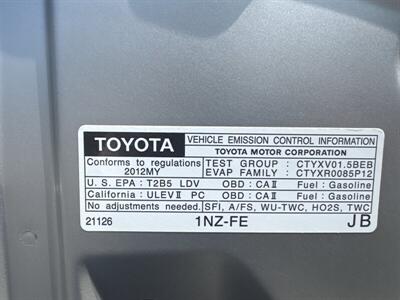 TOYOTA VEHICLE EMISSION CONTROL INFORMATION
TOYOTA MOTOR CORPORATION
Conforms to regulations TEST GROUP : CTYXV01.5BEB
2012MY EVAP FAMILY : CTYXR0085P12
U. S. EPA : T2B5 LDV OBD : CAⅡ Fuel : Gasoline
California : ULEVⅡ PC OBD : CAⅡ Fuel : Gasoline
No adjustments needed. SFI, A/FS, WU-TWC, HO2S, TWC
21126 1NZ-FE JB